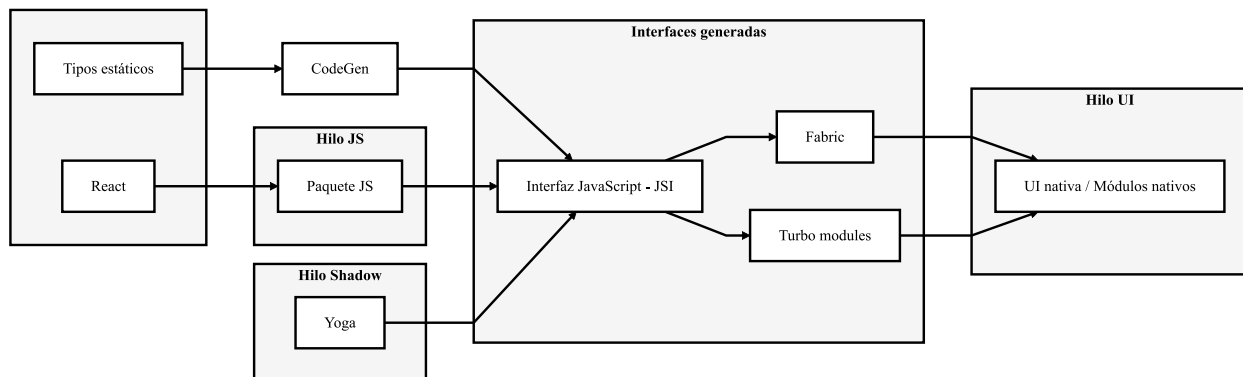 Tipos estáticos
React
CodeGen
Hilo JS
Paquete JS
Hilo Shadow
Yoga
Interfaces generadas
Interfaz JavaScript - JSI
Fabric
Turbo modules
Hilo UI
UI nativa / Módulos nativos